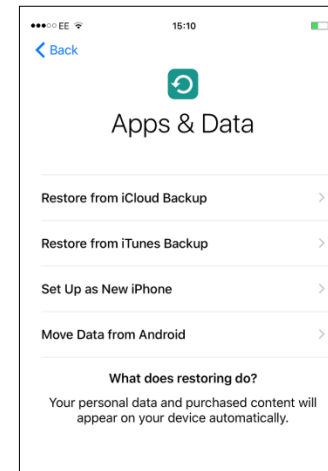 EE 15:10
Back
Apps & Data
Restore from iCloud Backup
Restore from iTunes Backup
Set Up as New iPhone
Move Data from Android
What does restoring do?
Your personal data and purchased content will
appear on your device automatically.